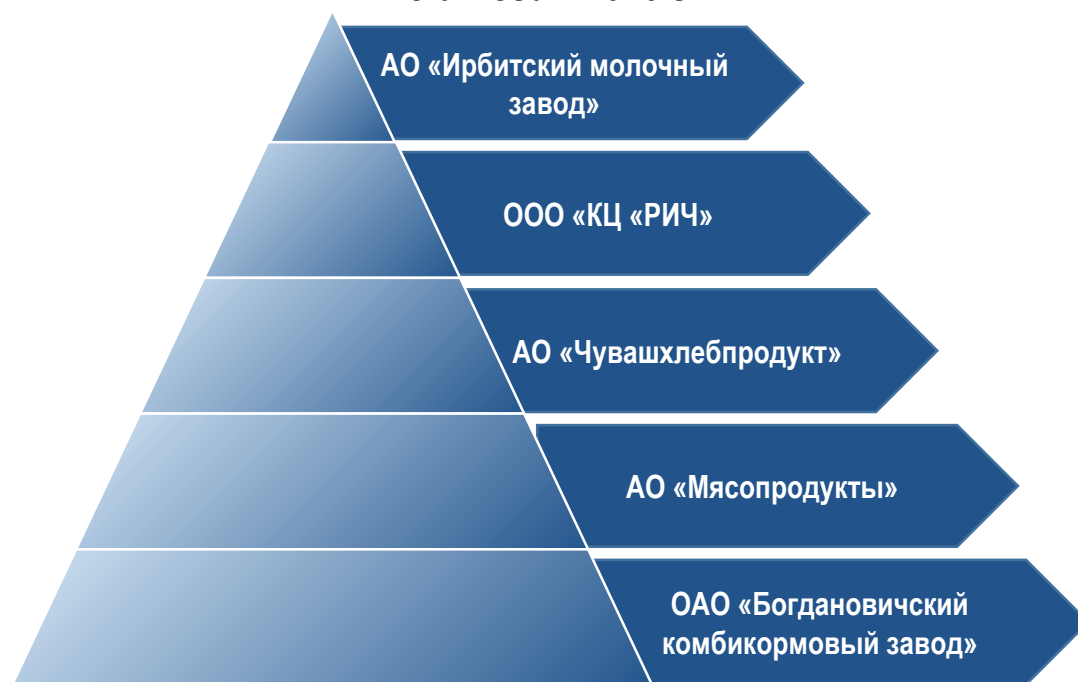 АО «Ирбитский молочный
завод»
ООО «КЦ «РИЧ»
АО «Чувашхлебпродукт»
АО «Мясопродукты»
ОАО «Богдановичский
комбикормовый завод»